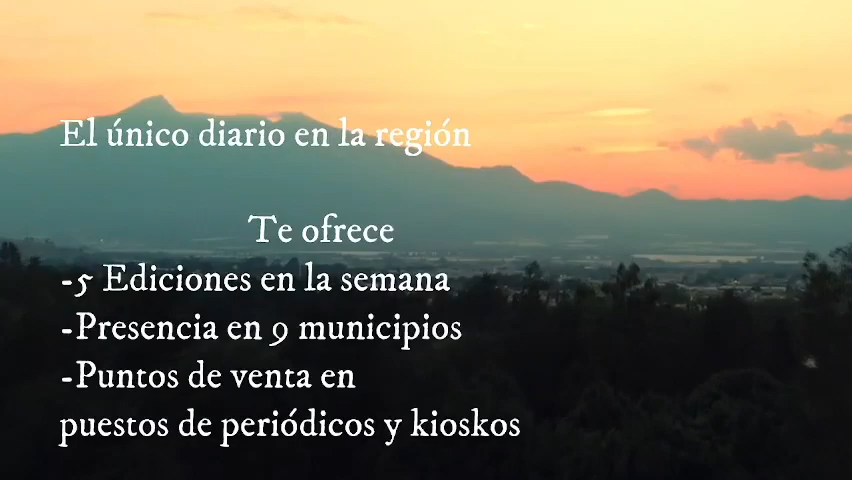 El único diario en la región
Te ofrece
-5 Ediciones en la semana
-Presencia en 9 municipios
-Puntos de venta en
puestos de periódicos y kioskos